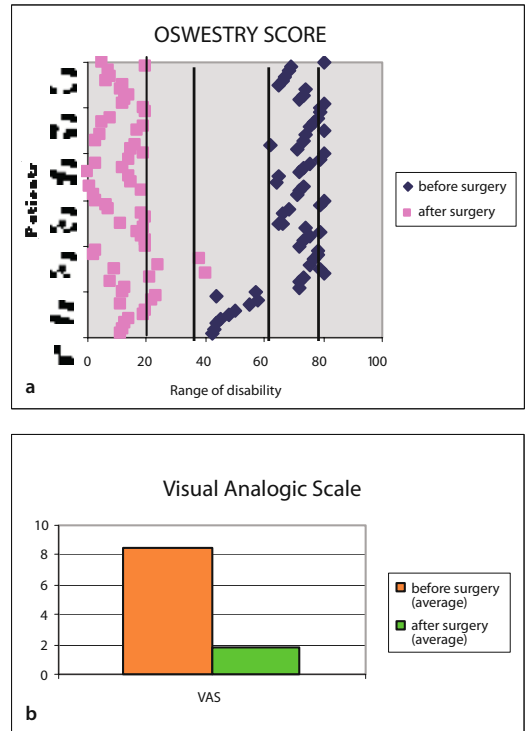 OSWESTRY SCORE
Patients
before surgery
after surgery
0 20 40 60 80 100
Range of disability
a
Visual Analogic Scale
10
8
6
4
2
0
VAS
before surgery
(average)
after surgery
(average)
b